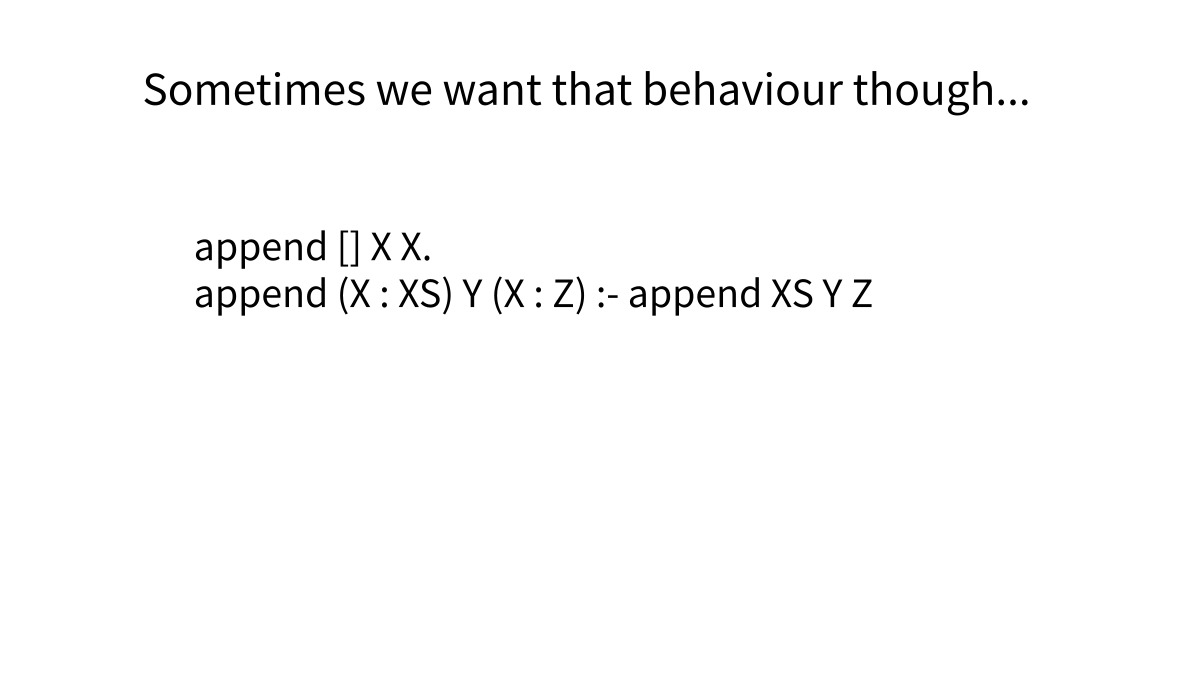 Sometimes we want that behaviour though...
append [] X X.
append (X : XS) Y (X : Z) :- append XS Y Z